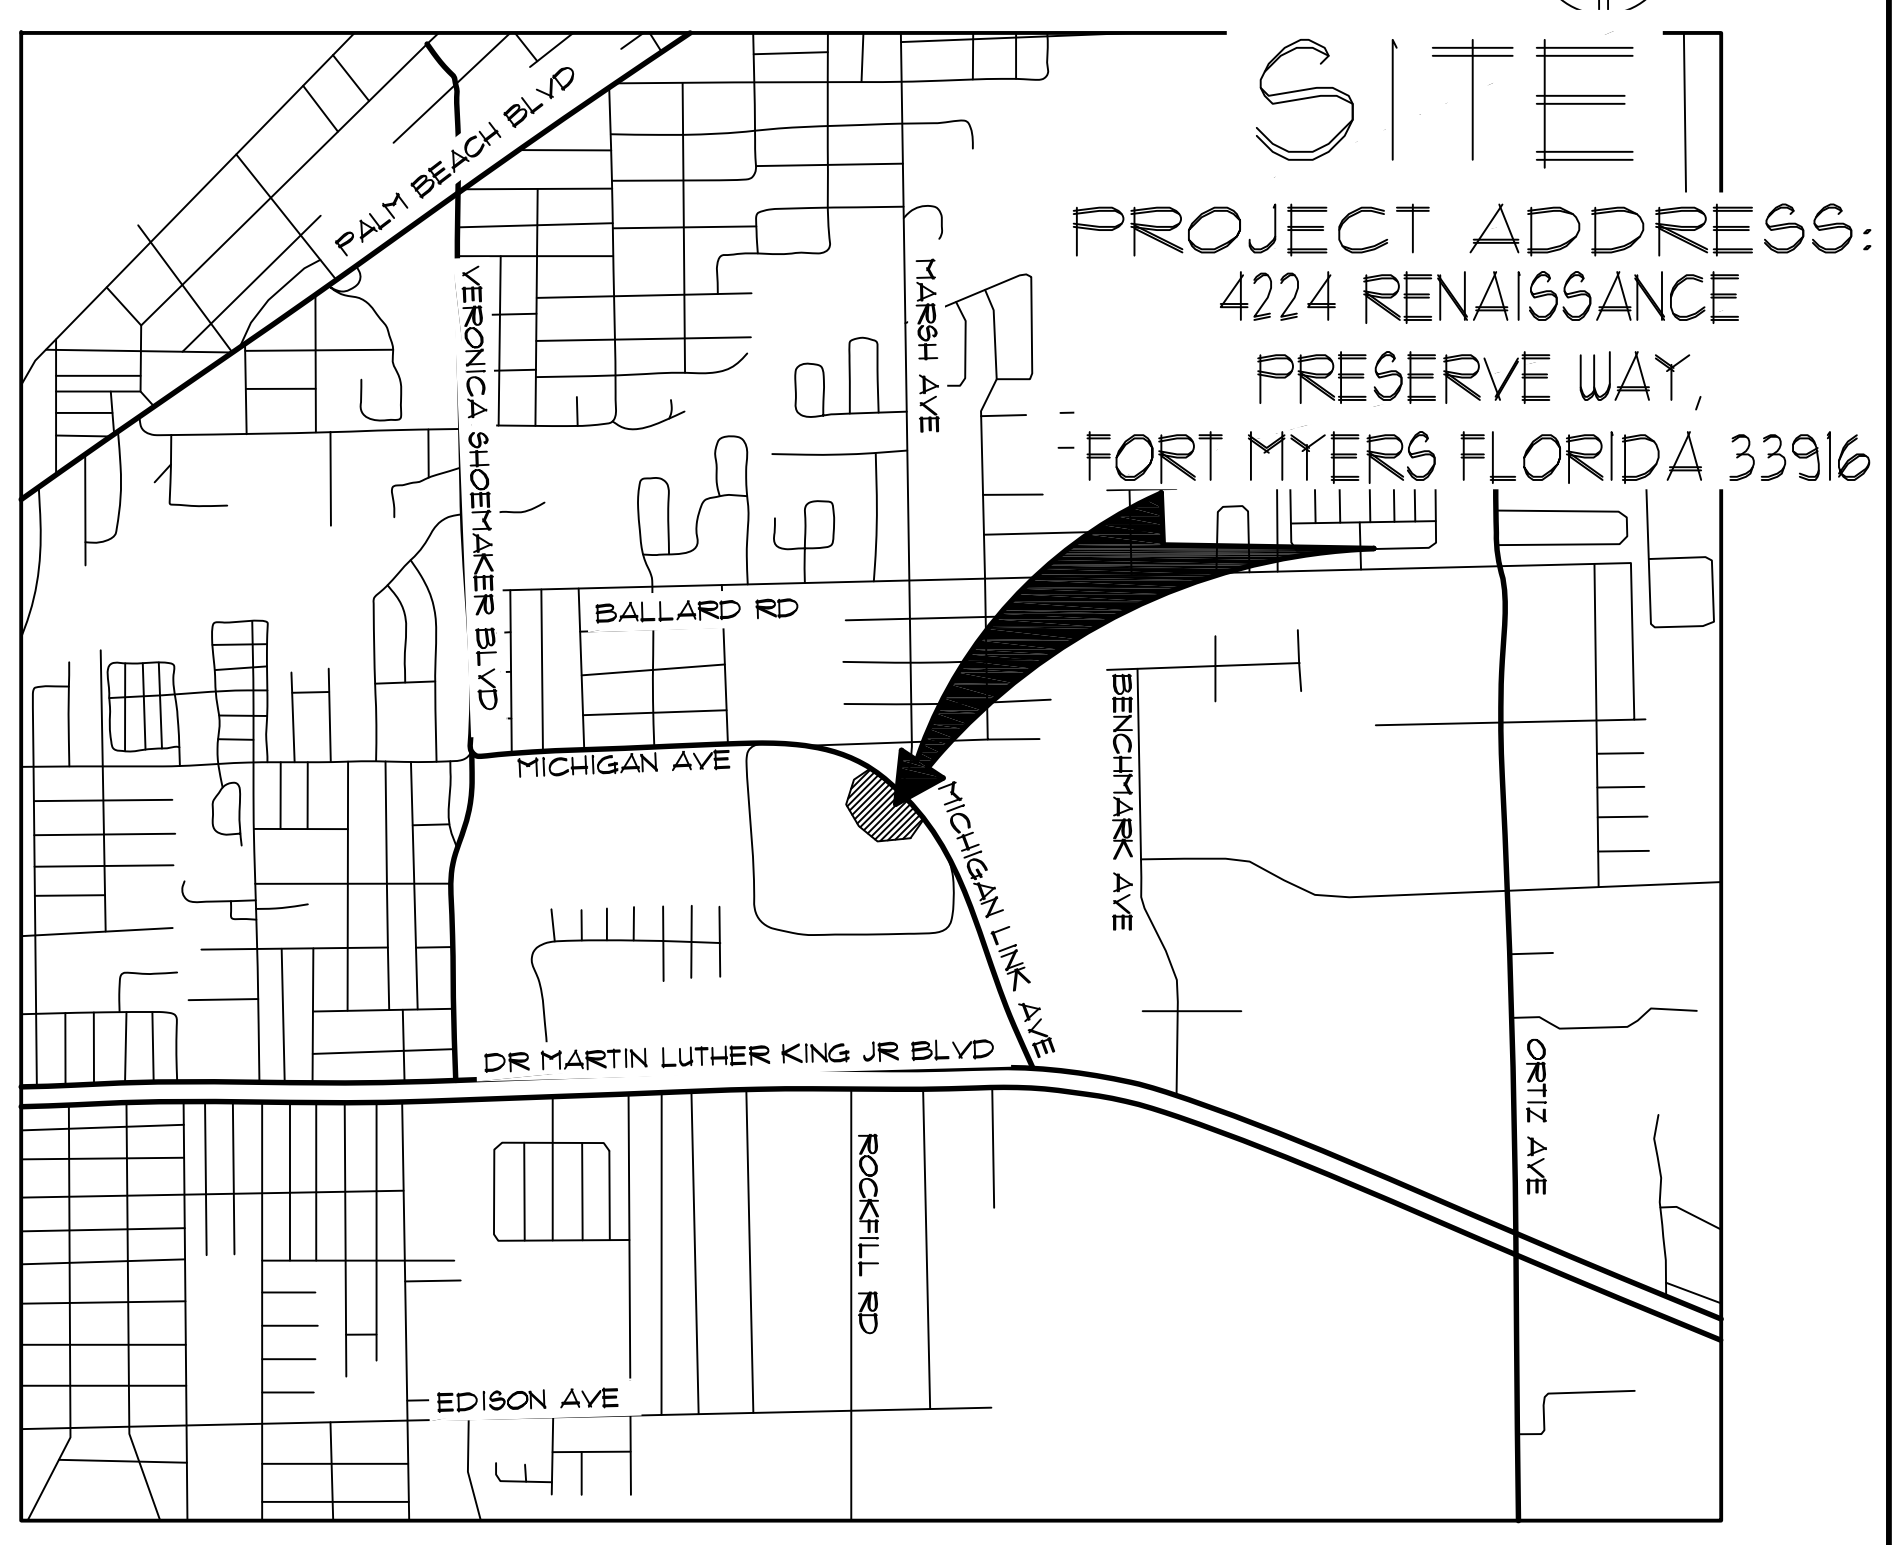 SITE
PROJECT ADDRESS:
4224 RENAISSANCE
PRESERVE WAY,
FORT MYERS FLORIDA 33916
PALM BEACH BLVD
VERONICA SHOEMAKER BLVD
MARSH AVE
BALLARD RD
MICHIGAN AVE
MICHIGAN LINK AVE
BENCHMARK AVE
DR MARTIN LUTHER KING JR BLVD
ORTIZ AVE
ROCKFILL RD
EDISON AVE